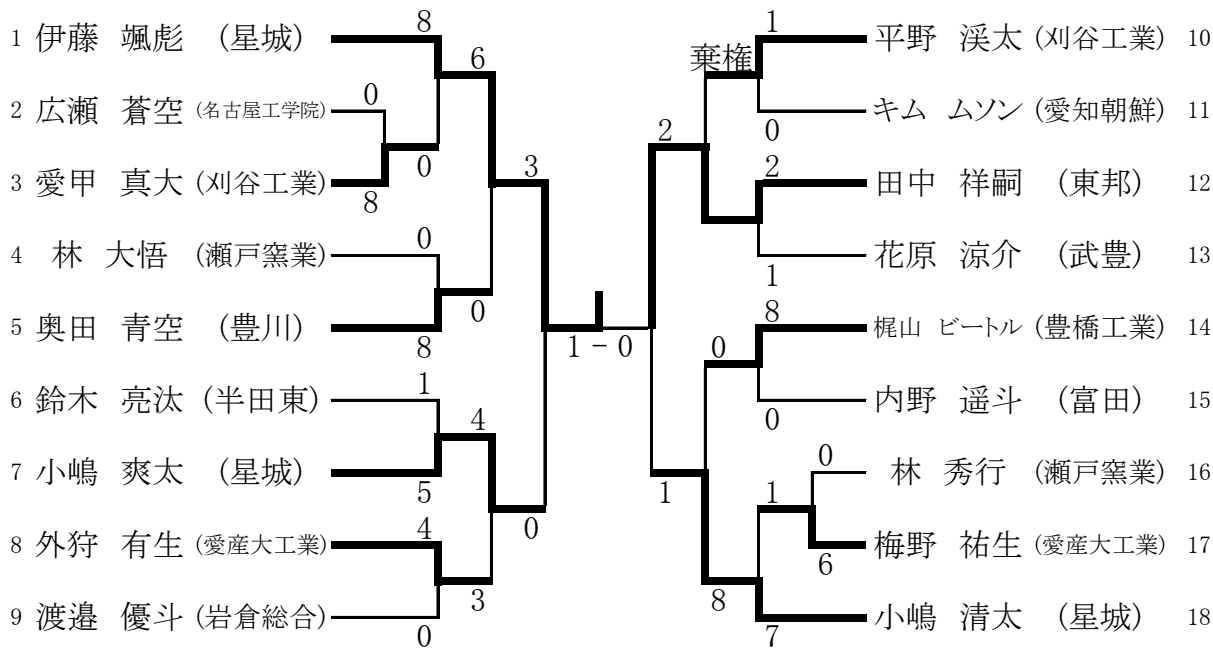 1 伊藤 颯彪 (星城) 8
6
2 広瀬 蒼空 (名古屋工学院) 0
0
3 愛甲 真大 (刈谷工業) 8
3
4 林 大悟 (瀬戸窯業) 0
0
5 奥田 青空 (豊川) 8
1-0
6 鈴木 亮汰 (半田東) 1
4
7 小嶋 爽太 (星城) 5
0
8 外狩 有生 (愛産大工業) 4
3
9 渡邉 優斗 (岩倉総合) 0
1 平野 渓太 (刈谷工業) 10
棄権
0 キム ムソン (愛知朝鮮) 11
2
2 田中 祥嗣 (東邦) 12
1 花原 涼介 (武豊) 13
8 梶山 ビートル (豊橋工業) 14
0
0 内野 遥斗 (富田) 15
1
0 林 秀行 (瀬戸窯業) 16
1
6 梅野 祐生 (愛産大工業) 17
8
7 小嶋 清太 (星城) 18